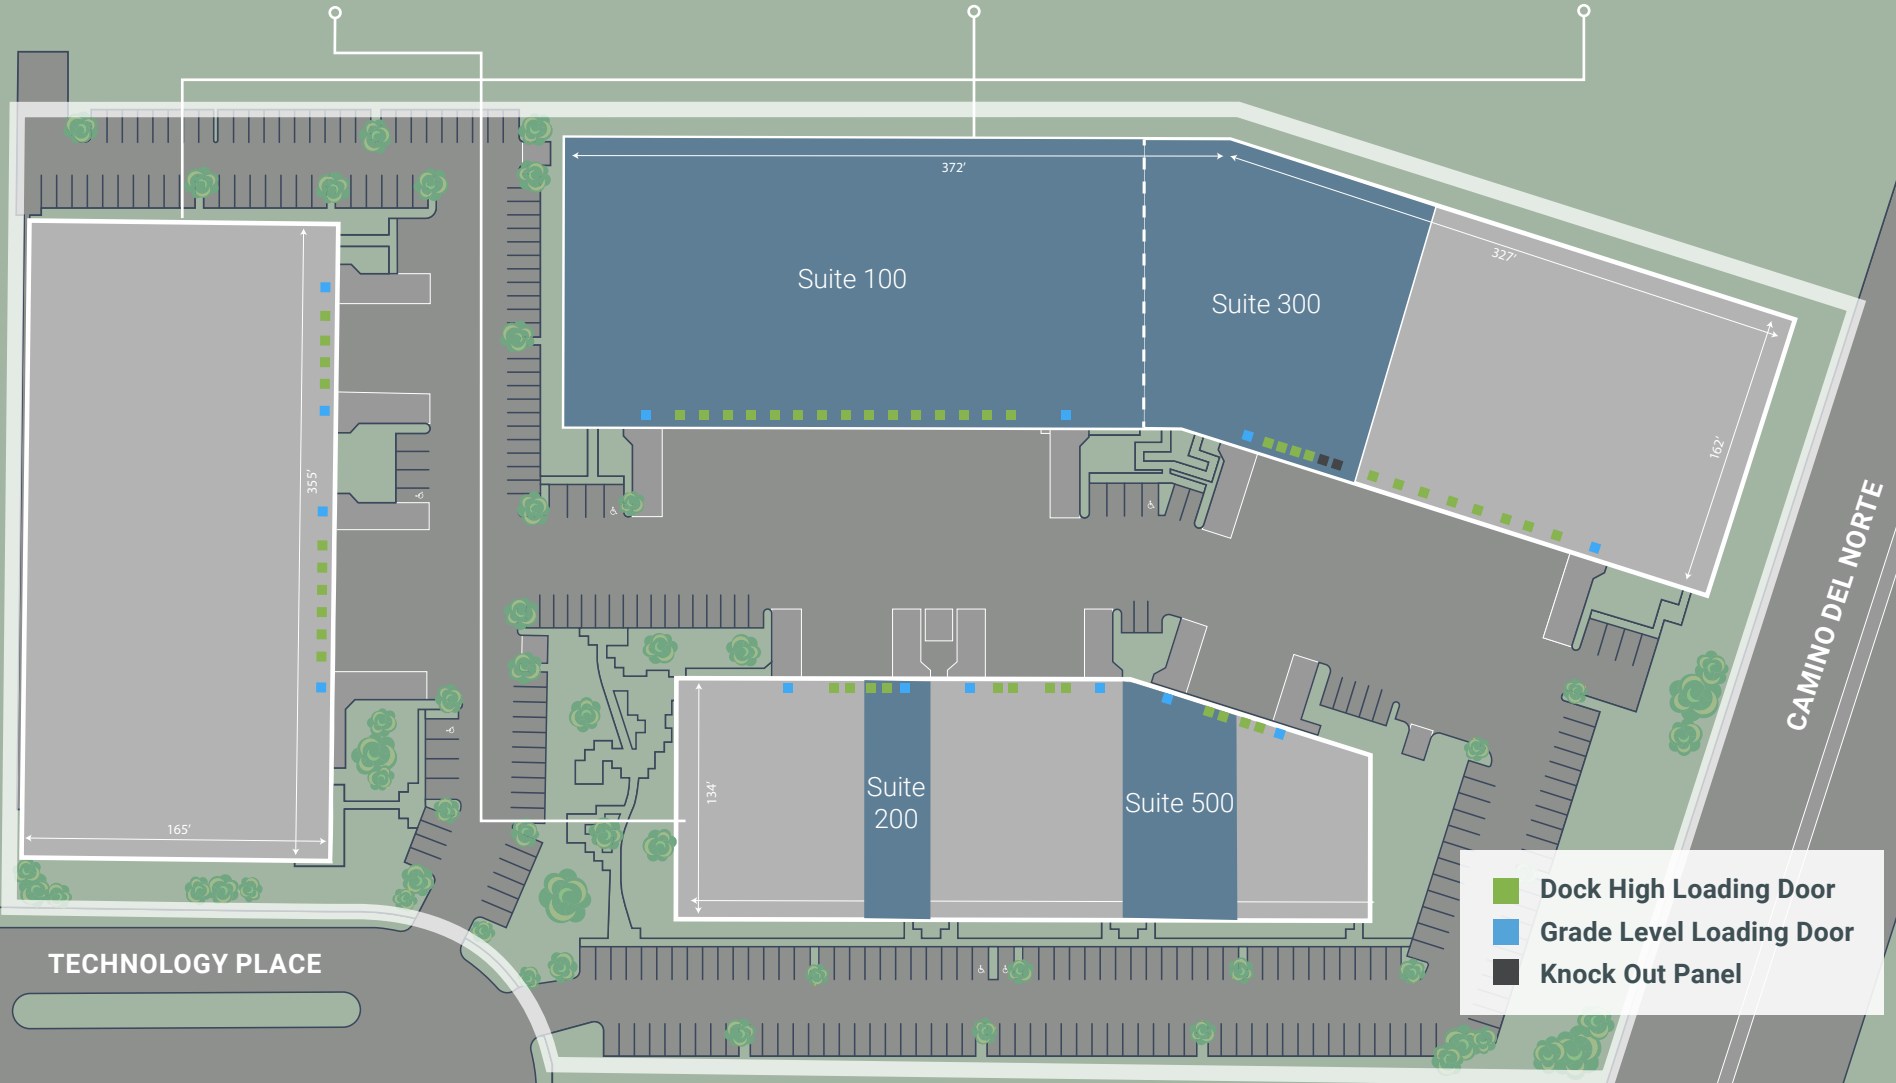 372’
327’
Suite 100
Suite 300
162’
355’
CAMINO DEL NORTE
134’
Suite
200
Suite 500
165’
Dock High Loading Door
Grade Level Loading Door
Knock Out Panel
TECHNOLOGY PLACE